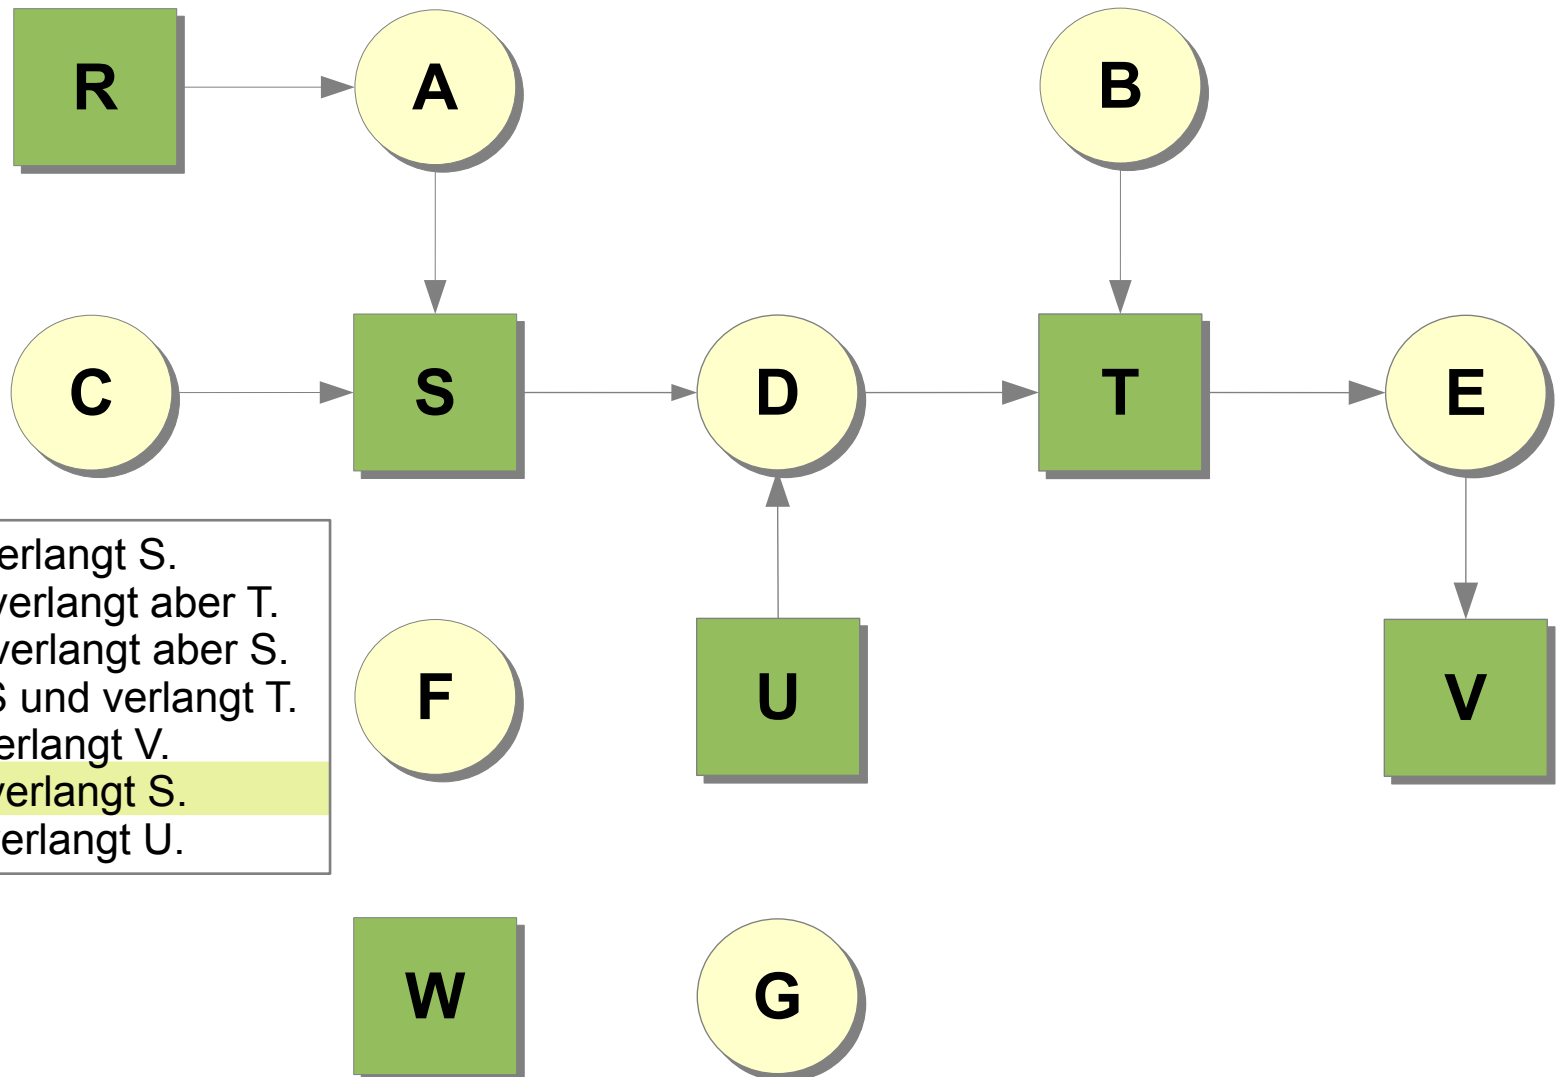 R A B
C S D T E
erlangt S.
verlangt aber T.
verlangt aber S.
S und verlangt T.
erlangt V.
verlangt S.
erlangt U.
F U V
W G